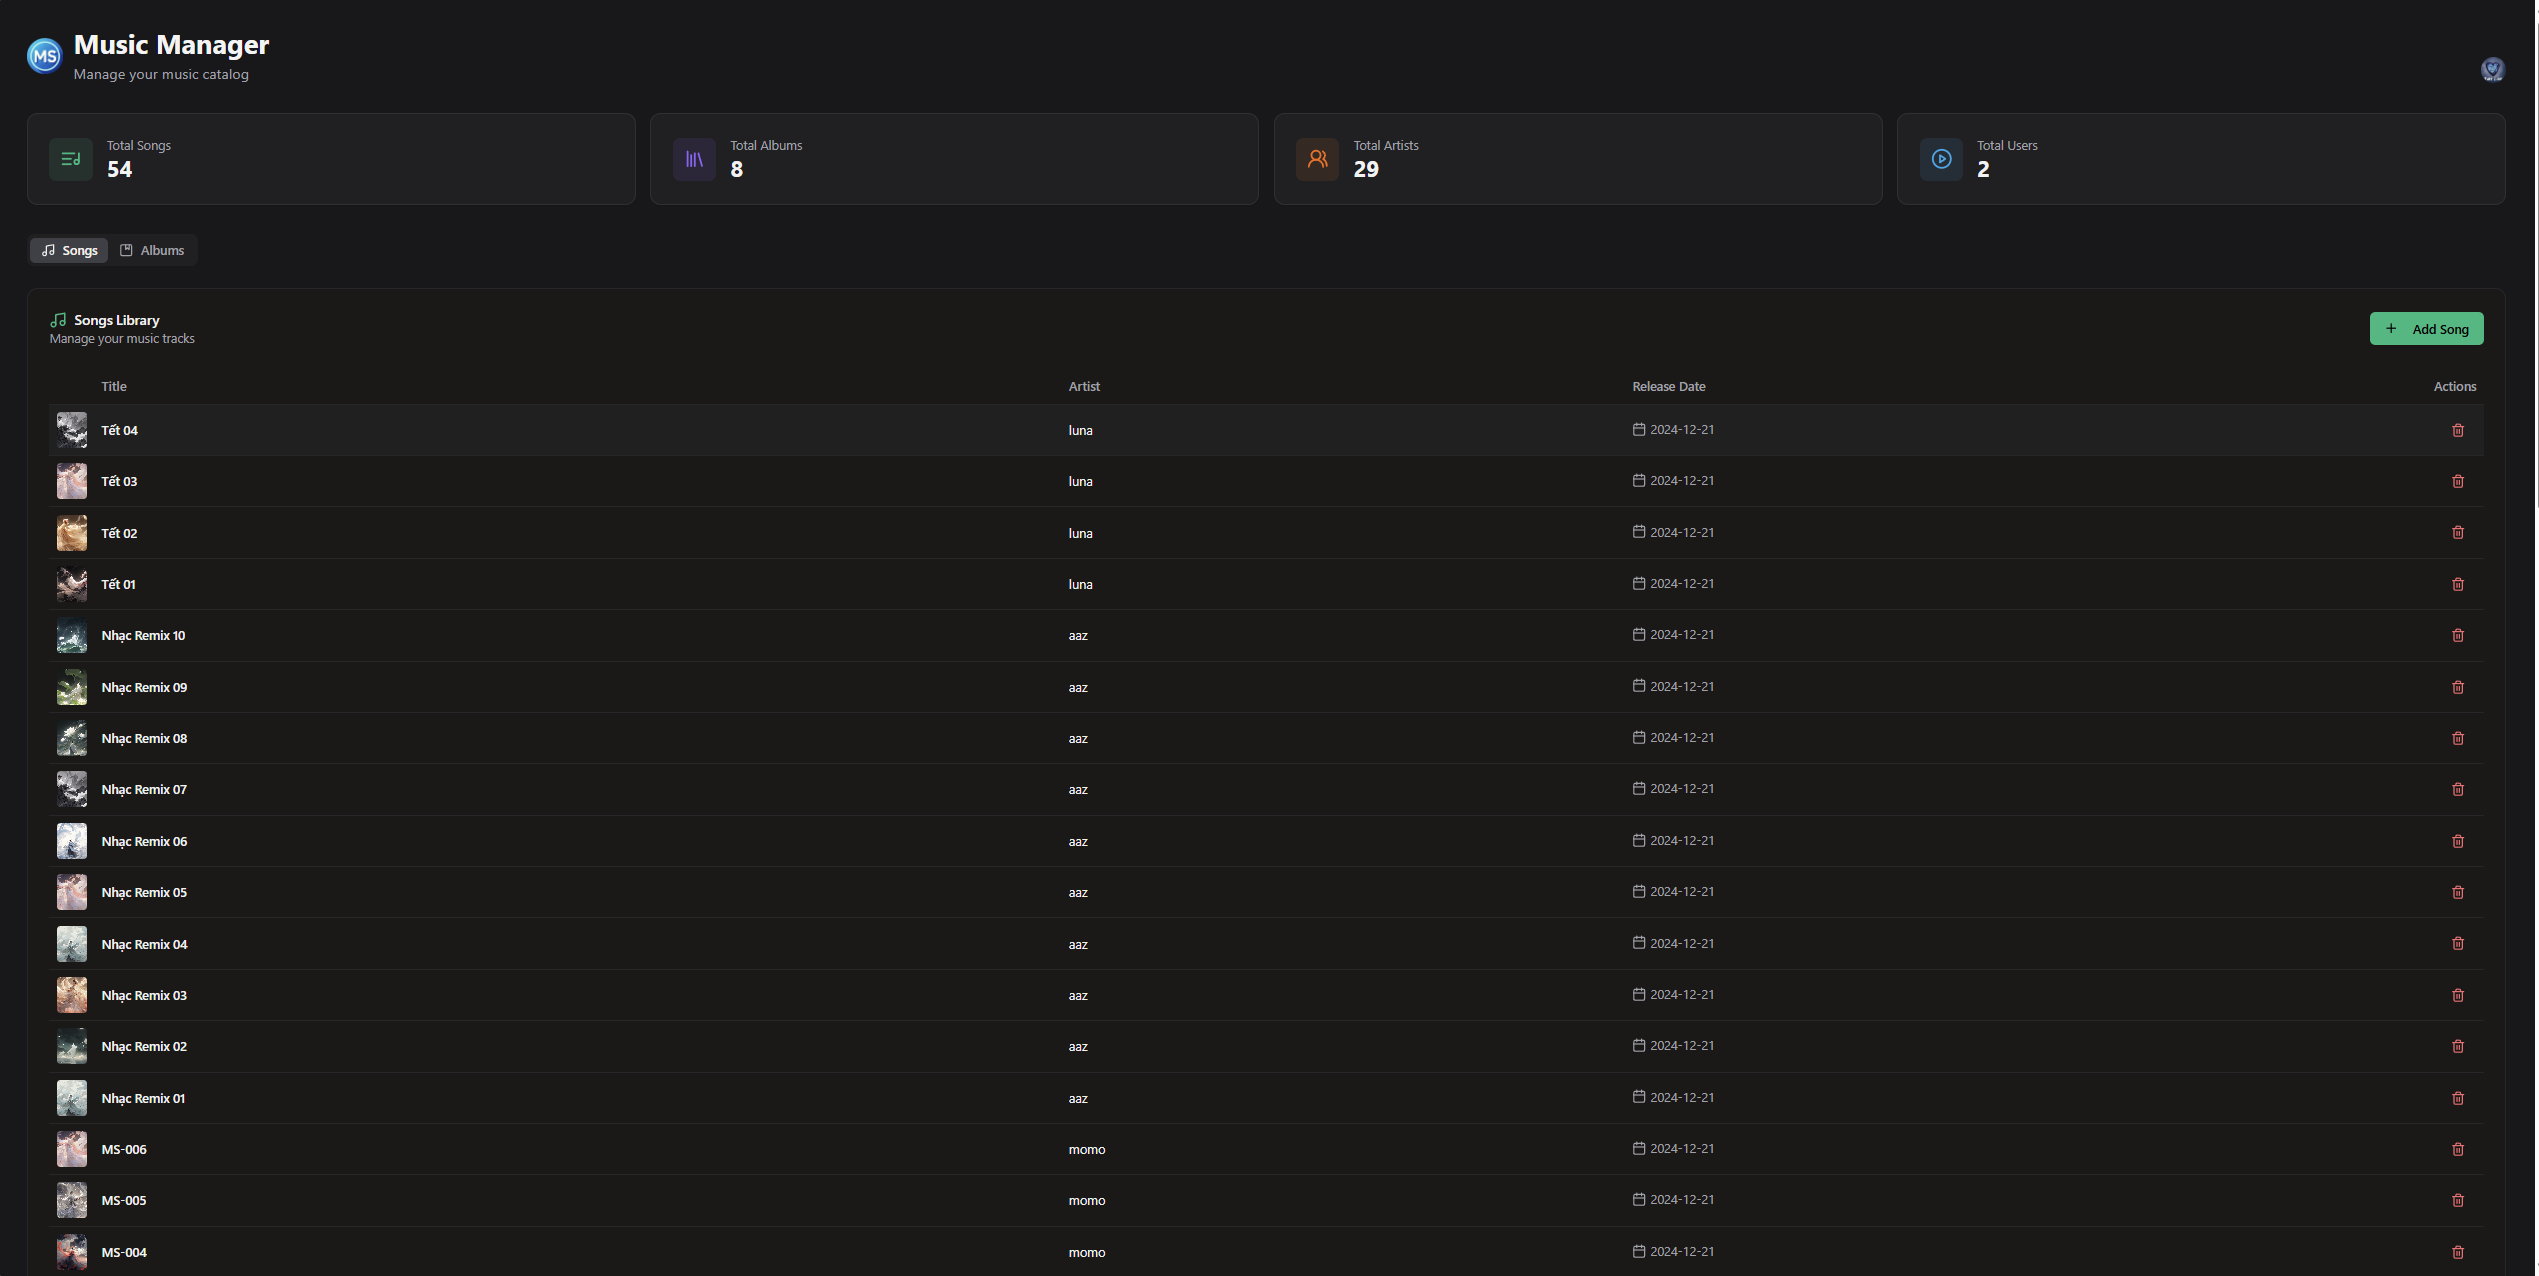 MS
Music Manager
Manage your music catalog
Total Songs
54
Total Albums
8
Total Artists
29
Total Users
2
Songs
Albums
Songs Library
Manage your music tracks
Add Song
Title Artist Release Date Actions
Tết 04 luna 2024-12-21
Tết 03 luna 2024-12-21
Tết 02 luna 2024-12-21
Tết 01 luna 2024-12-21
Nhạc Remix 10 aaz 2024-12-21
Nhạc Remix 09 aaz 2024-12-21
Nhạc Remix 08 aaz 2024-12-21
Nhạc Remix 07 aaz 2024-12-21
Nhạc Remix 06 aaz 2024-12-21
Nhạc Remix 05 aaz 2024-12-21
Nhạc Remix 04 aaz 2024-12-21
Nhạc Remix 03 aaz 2024-12-21
Nhạc Remix 02 aaz 2024-12-21
Nhạc Remix 01 aaz 2024-12-21
MS-006 momo 2024-12-21
MS-005 momo 2024-12-21
MS-004 momo 2024-12-21